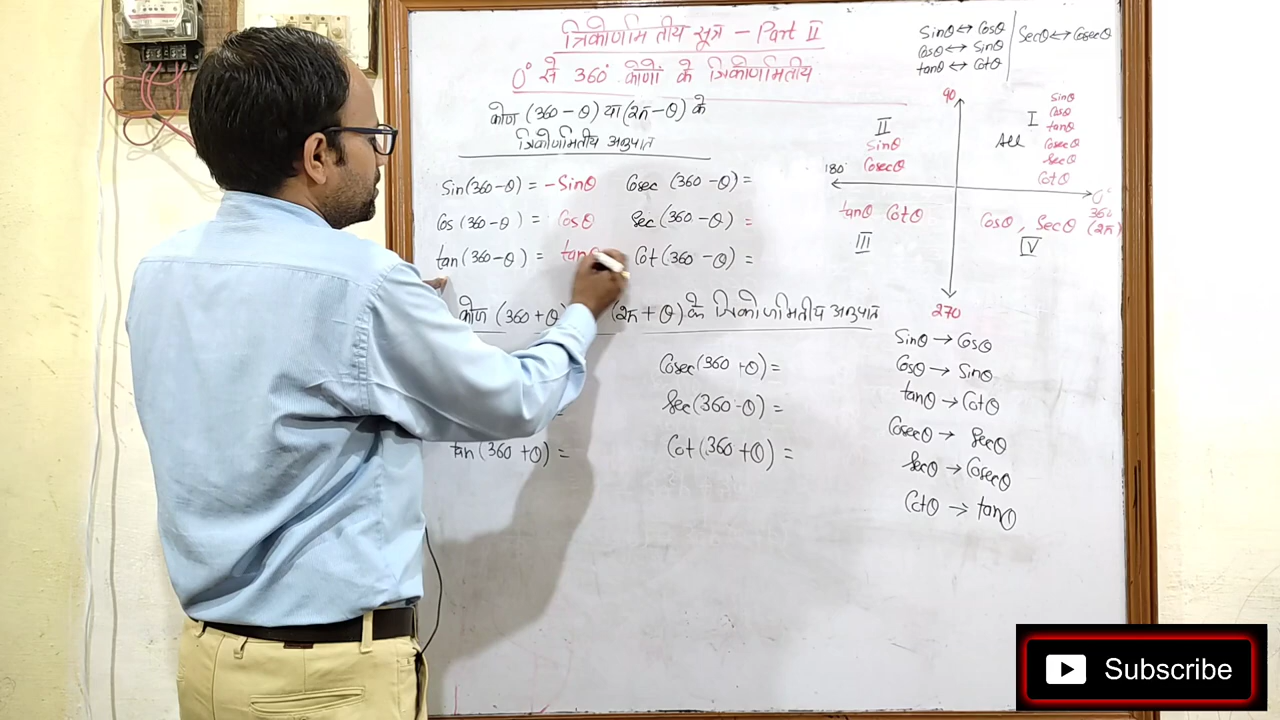 त्रिकोणमितीय सूत्र – Part II
0° से 360° कोणों के त्रिकोणमितीय
कोण (360 – θ) या (2π – θ) के
त्रिकोणमितीय अनुपात
Sin(360-θ) = -Sinθ Cosec (360-θ) =
Cos (360-θ) = Cosθ Sec (360-θ) =
tan (360-θ) = tanθ Cot (360-θ) =
कोण (360+θ) (2π + θ) के त्रिकोणमितीय अनुपात
Cosec(360+θ) =
Sec(360-θ) =
tan (360+θ) = Cot (360+θ) =
Sinθ ↔ Cosθ
Cosθ ↔ Sinθ
tanθ ↔ Cotθ
Secθ ↔ Cosecθ
90
I
All
Sinθ
Cosθ
tanθ
Cosecθ
Secθ
Cotθ
II
Sinθ
Cosecθ
180°
0°
360
(2π)
tanθ Cotθ
III
Cosθ, Secθ
V
270
Sinθ → Cosθ
Cosθ → Sinθ
tanθ → Cotθ
Cosecθ → Secθ
Secθ → Cosecθ
Cotθ → tanθ
Subscribe